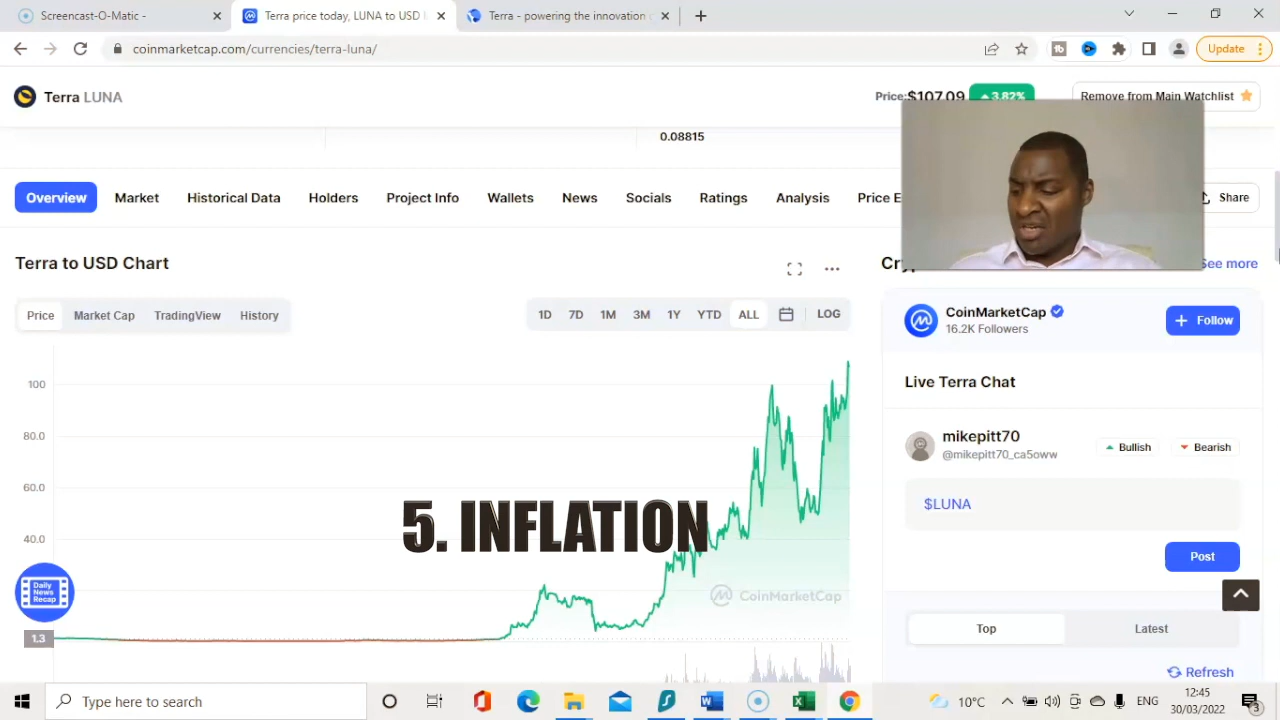 Screencast-O-Matic -
Terra price today, LUNA to USD
Terra - powering the innovation
coinmarketcap.com/currencies/terra-luna/
Update
Terra LUNA
Price: $107.09 3.82%
Remove from Main Watchlist
0.08815
Overview Market Historical Data Holders Project Info Wallets News Socials Ratings Analysis Price E
Share
Terra to USD Chart
See more
Price Market Cap TradingView History
1D 7D 1M 3M 1Y YTD ALL LOG
CoinMarketCap
16.2K Followers
Follow
Live Terra Chat
100
80.0
60.0
40.0
1.3
mikepitt70
@mikepitt70_ca5oww
Bullish Bearish
$LUNA
5. INFLATION
Post
Daily
News
Recap
CoinMarketCap
Top Latest
Refresh
Type here to search
10°C
ENG
12:45
30/03/2022
3